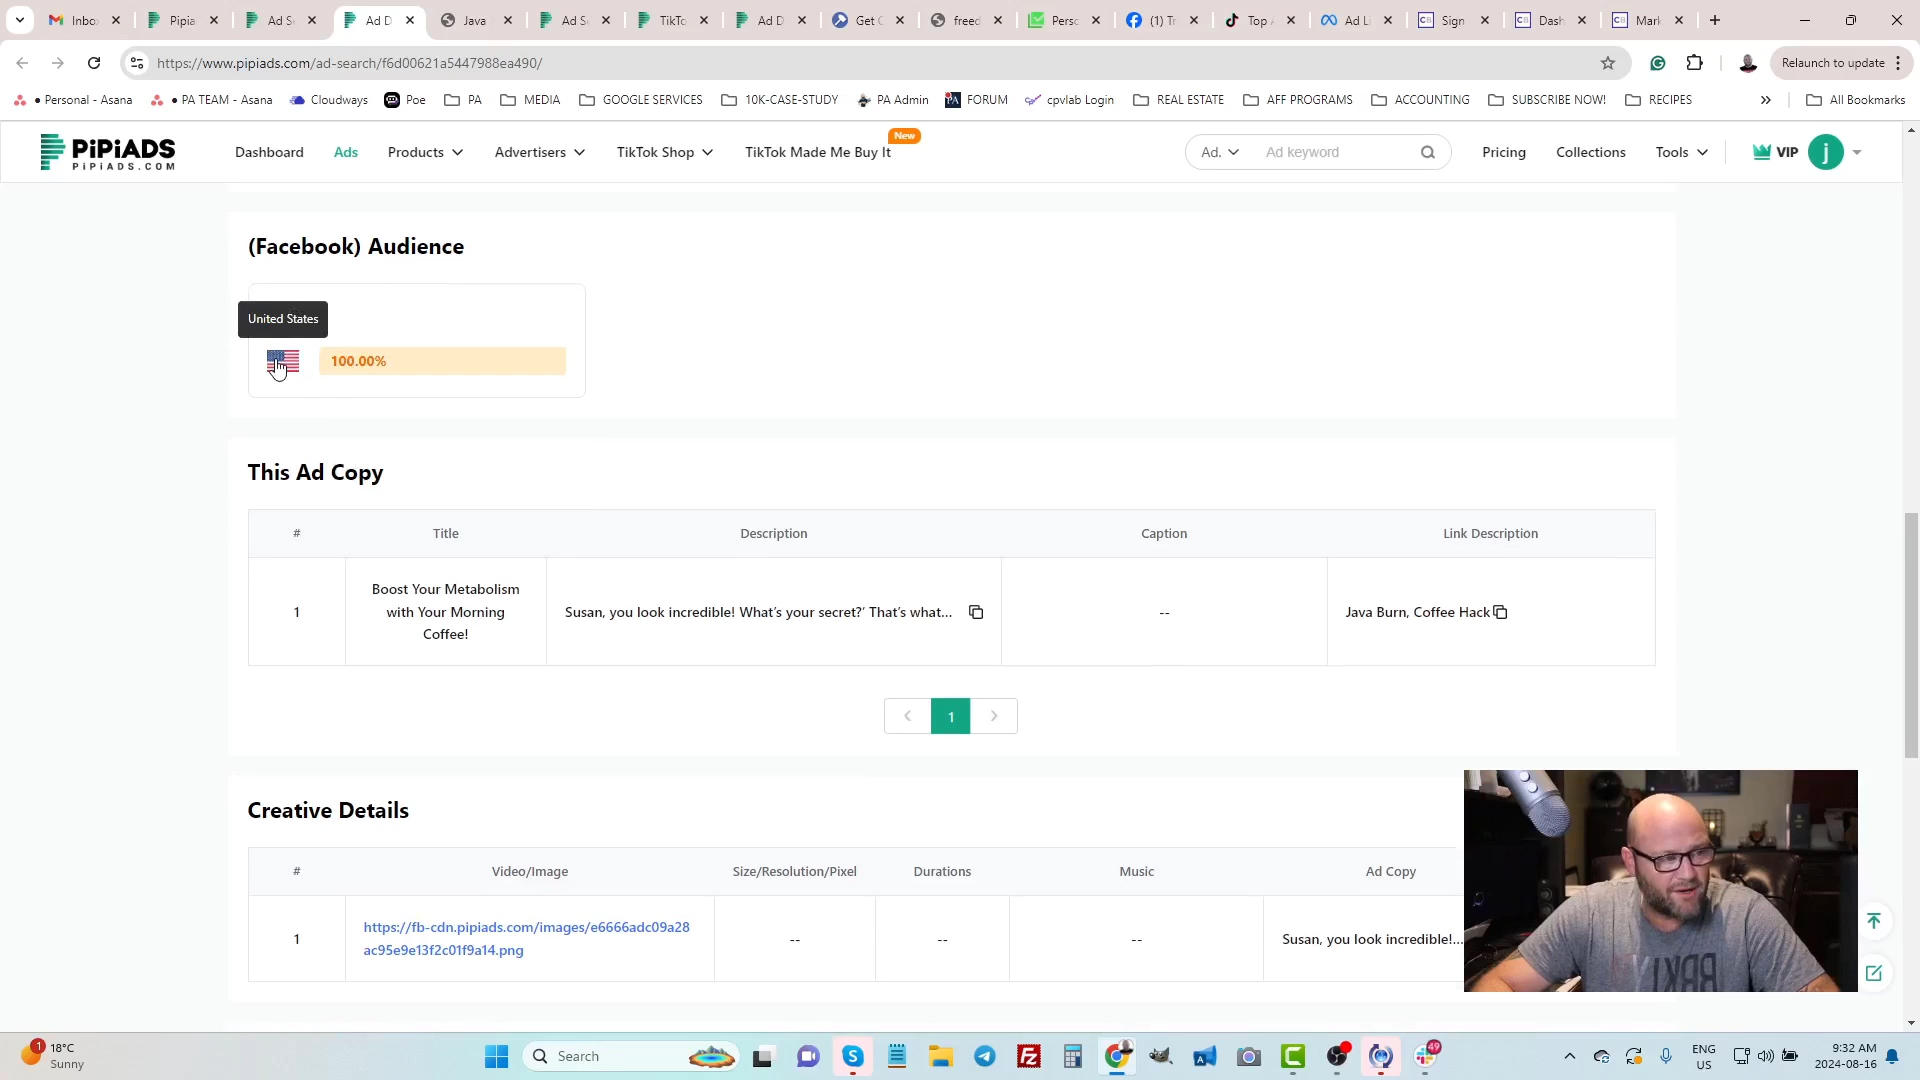 Inbo
Pipia
Ad S
Ad D
Java
Ad S
TikTo
Ad D
Get C
freed
Perso
(1) Tr
Top
Ad Li
Sign
Dash
Mark
https://www.pipiads.com/ad-search/f6d00621a5447988ea490/
Relaunch to update
• Personal - Asana
• PA TEAM - Asana
Cloudways
Poe
PA
MEDIA
GOOGLE SERVICES
10K-CASE-STUDY
PA Admin
FORUM
cpvlab Login
REAL ESTATE
AFF PROGRAMS
ACCOUNTING
SUBSCRIBE NOW!
RECIPES
All Bookmarks
PiPiADS
PIPIADS.COM
Dashboard
Ads
Products
Advertisers
TikTok Shop
TikTok Made Me Buy It
New
Ad.
Ad keyword
Pricing
Collections
Tools
VIP
j
(Facebook) Audience
United States
100.00%
This Ad Copy
#
Title
Description
Caption
Link Description
1
Boost Your Metabolism
with Your Morning
Coffee!
Susan, you look incredible! What's your secret?' That's what...
--
Java Burn, Coffee Hack
1
Creative Details
#
Video/Image
Size/Resolution/Pixel
Durations
Music
Ad Copy
1
https://fb-cdn.pipiads.com/images/e6666adc09a28
ac95e9e13f2c01f9a14.png
--
--
--
Susan, you look incredible!...
1
18°C
Sunny
Search
49
ENG
US
9:32 AM
2024-08-16